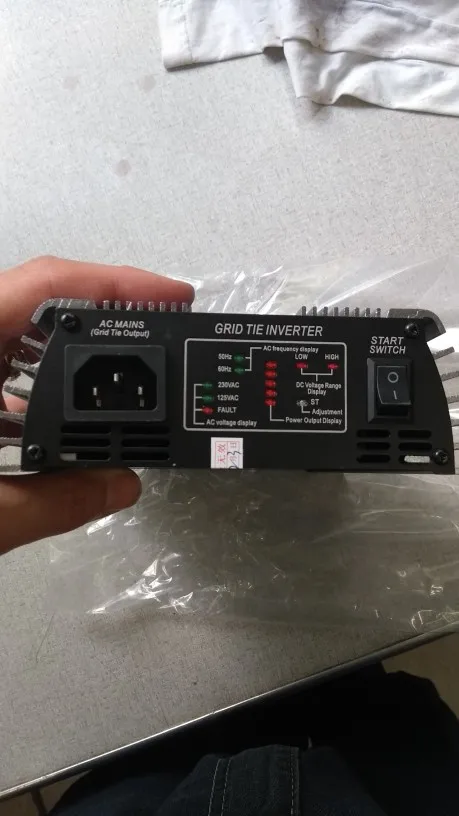 AC MAINS
(Grid Tie Output)
GRID TIE INVERTER
START
SWITCH
AC frequency display
50Hz
60Hz
LOW
HIGH
DC Voltage Range
Display
230VAC
125VAC
FAULT
ST
Adjustment
AC voltage display
Power Output Display